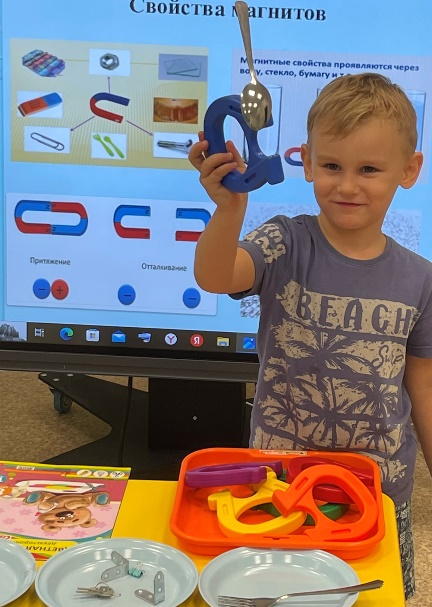 Свойства магнитов
Магнитные свойства проявляются через
воду, стекло, бумагу и т.
Притяжение
Отталкивание
BEACH